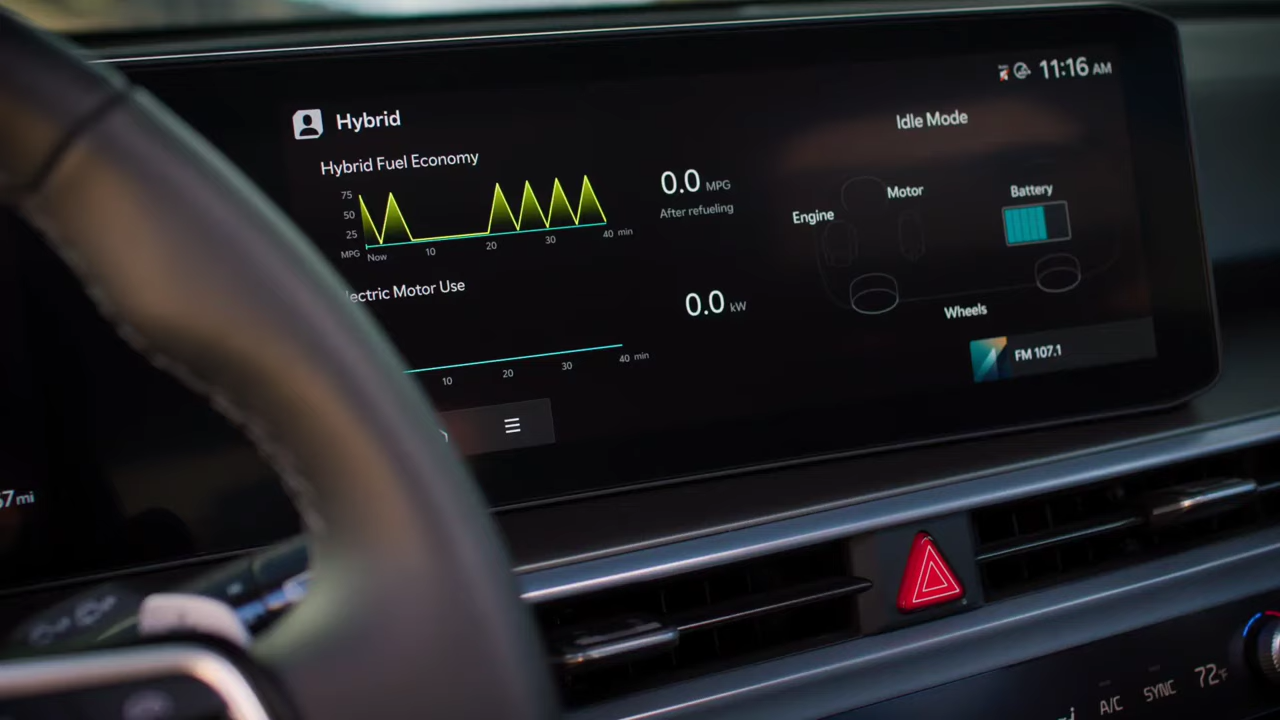 11:16 AM
Hybrid
Idle Mode
Hybrid Fuel Economy
75
50
25
MPG
Now
10
20
30
40 min
0.0 MPG
After refueling
Engine
Motor
Battery
Wheels
ectric Motor Use
10
20
30
40 min
0.0 kW
FM 107.1
67 mi
A/C
SYNC
72°F